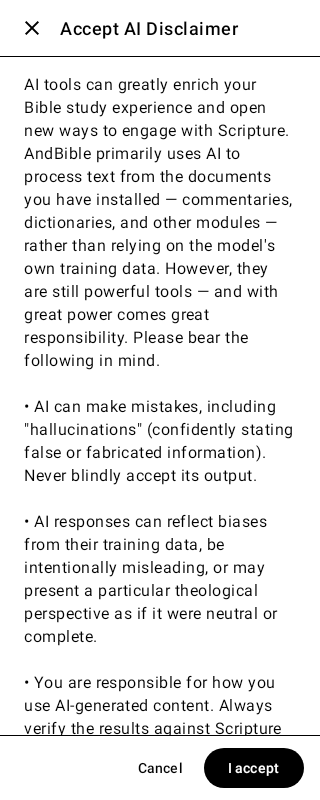 Accept AI Disclaimer
AI tools can greatly enrich your
Bible study experience and open
new ways to engage with Scripture.
AndBible primarily uses AI to
process text from the documents
you have installed — commentaries,
dictionaries, and other modules —
rather than relying on the model's
own training data. However, they
are still powerful tools — and with
great power comes great
responsibility. Please bear the
following in mind.
• AI can make mistakes, including
"hallucinations" (confidently stating
false or fabricated information).
Never blindly accept its output.
• AI responses can reflect biases
from their training data, be
intentionally misleading, or may
present a particular theological
perspective as if it were neutral or
complete.
• You are responsible for how you
use AI-generated content. Always
verify the results against Scripture
Cancel
I accept